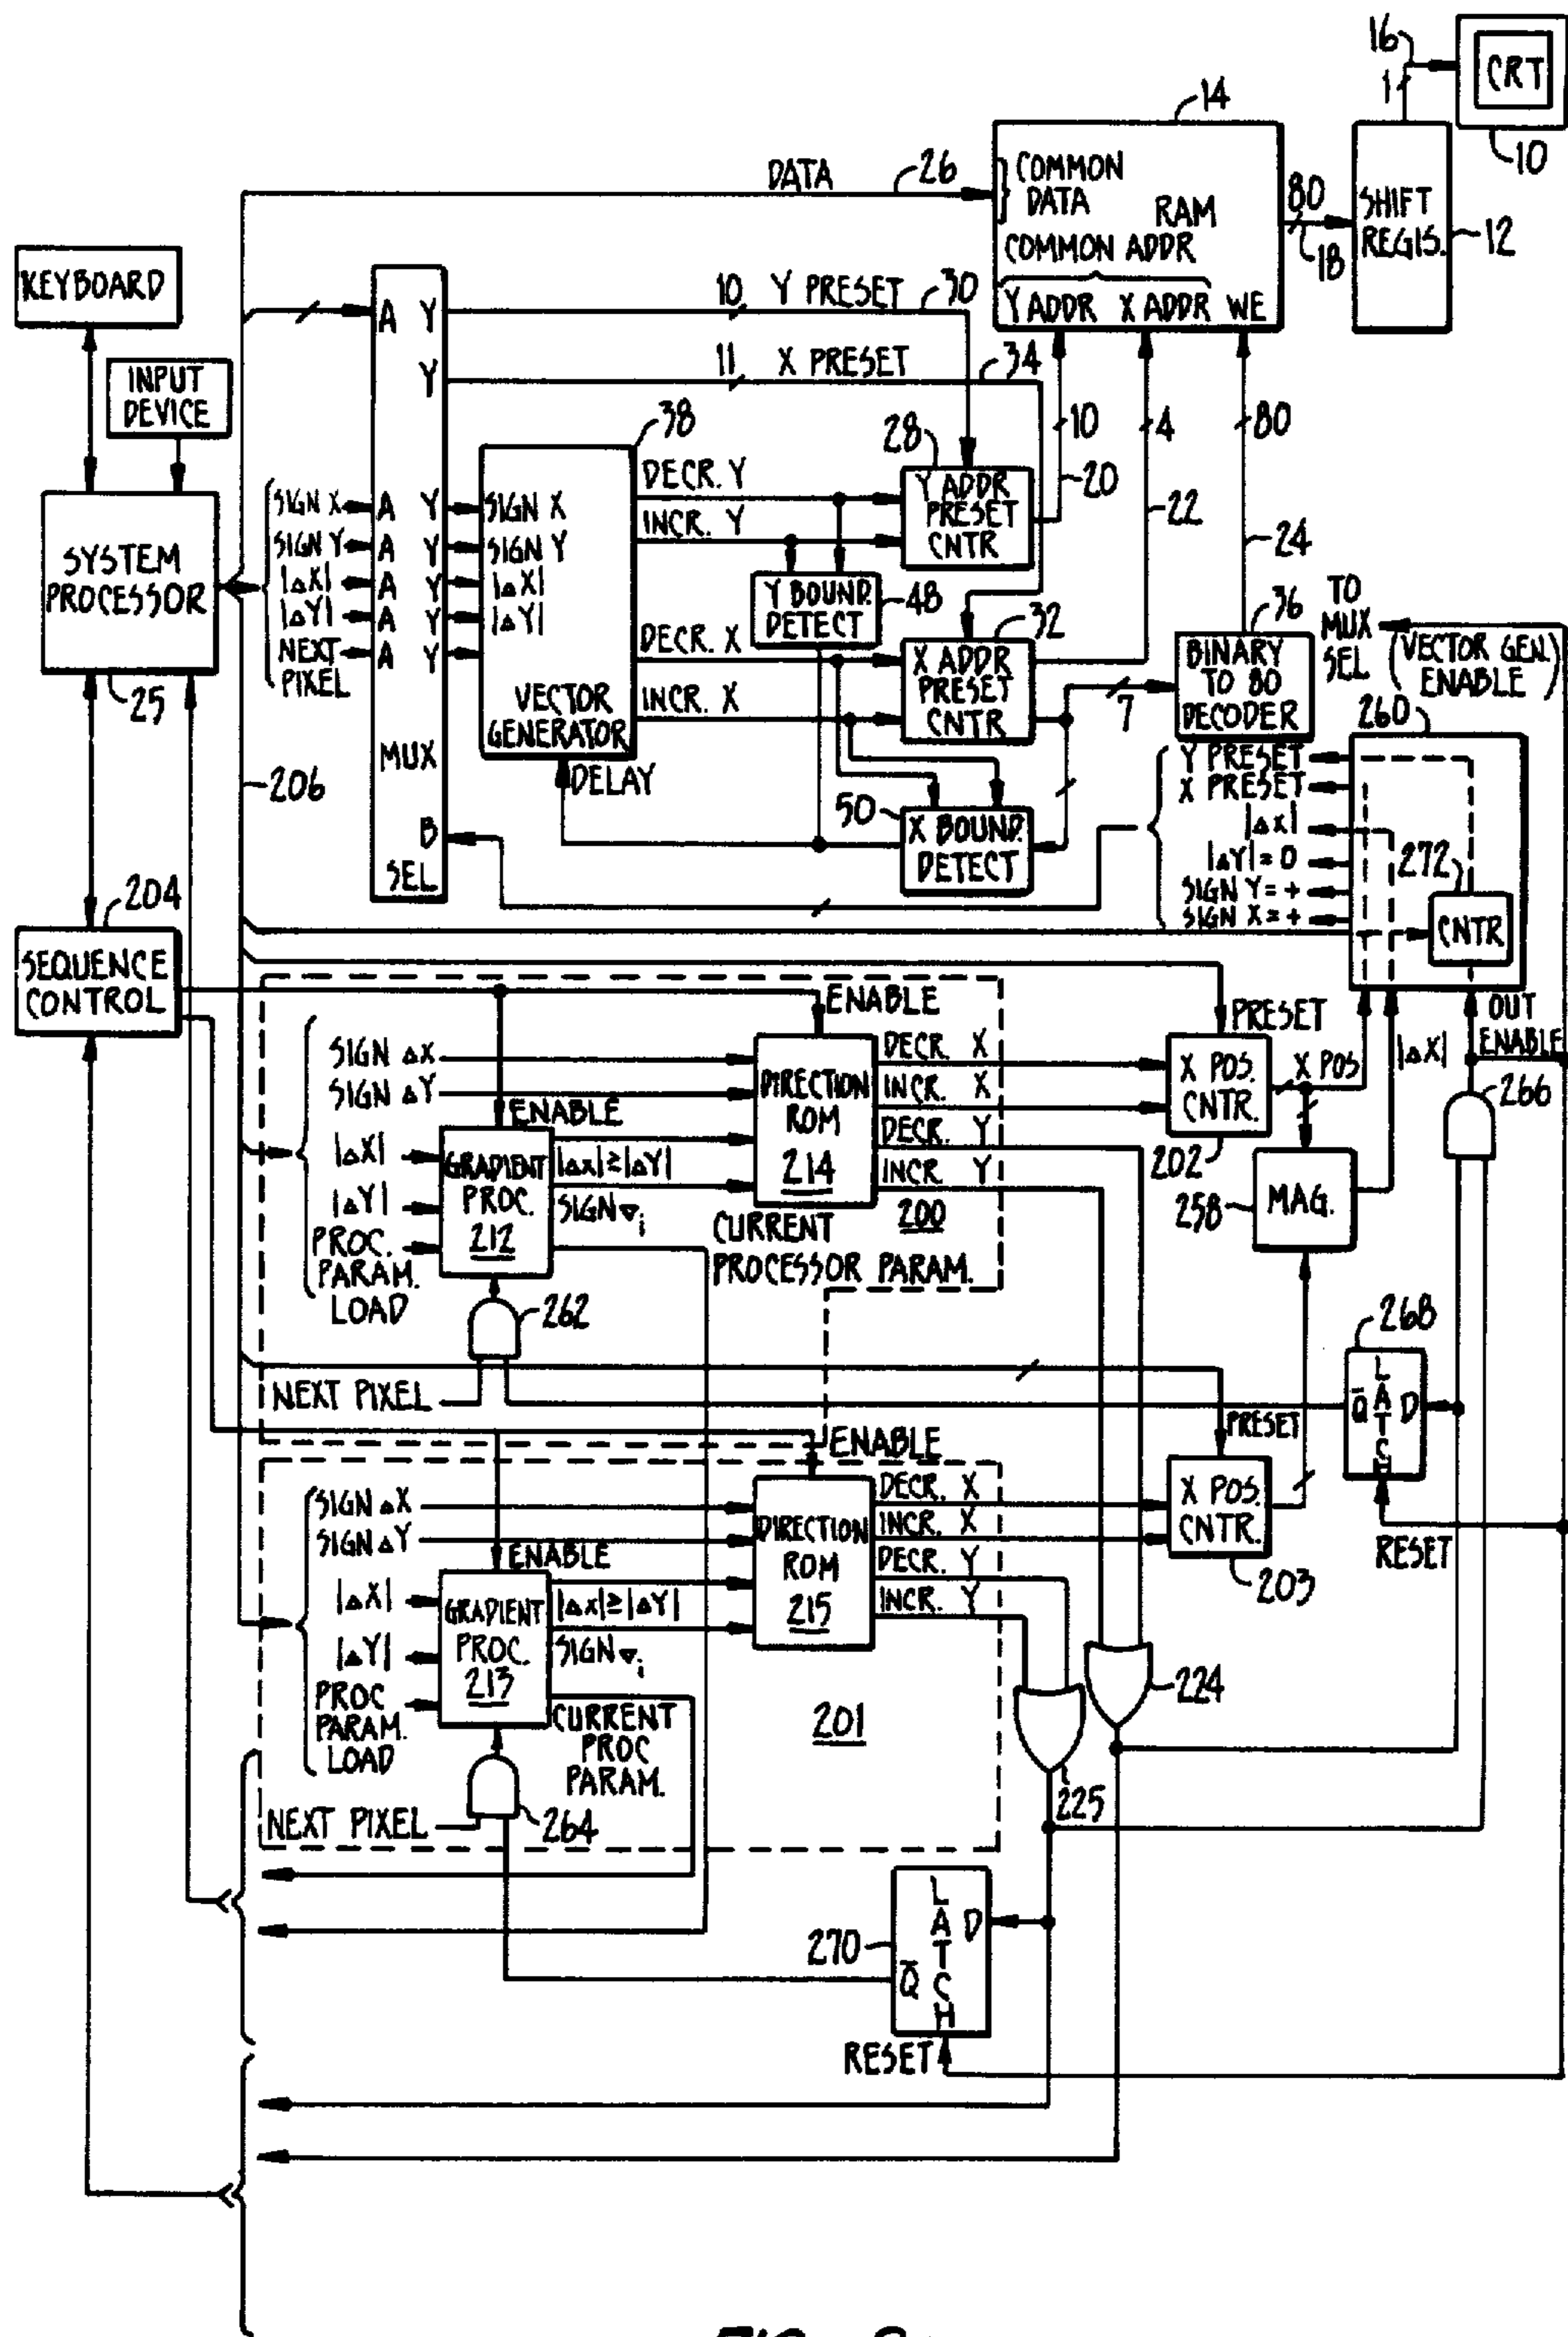 16
1
CRT
10
14
DATA
26
COMMON
DATA
RAM
COMMON ADDR
Y ADDR X ADDR WE
80
18
SHIFT
REGIS.
12
KEYBOARD
INPUT
DEVICE
A Y
10 Y PRESET
30
Y
11 X PRESET
34
38
28
10
4
80
20
22
24
SYSTEM
PROCESSOR
25
SIGN X
SIGN Y
|ΔX|
|ΔY|
NEXT
PIXEL
A Y
A Y
A Y
A Y
A Y
SIGN X
SIGN Y
|ΔX|
|ΔY|
VECTOR
GENERATOR
DECR. Y
INCR. Y
Y ADDR
PRESET
CNTR
Y BOUND.
DETECT
48
DECR. X
INCR. X
32
X ADDR
PRESET
CNTR
7
36
BINARY
TO 80
DECODER
TO
MUX
SEL
(VECTOR GEN.)
ENABLE
260
MUX
DELAY
206
B
SEL
50
X BOUND.
DETECT
Y PRESET
X PRESET
|ΔX|
|ΔY|=0
SIGN Y=+
SIGN X=+
272
CNTR
204
SEQUENCE
CONTROL
ENABLE
SIGN ΔX
SIGN ΔY
ENABLE
|ΔX|
|ΔY|
PROC.
PARAM.
LOAD
GRADIENT
PROC.
212
|ΔX|≥|ΔY|
SIGN ∇i
DIRECTION
ROM
214
DECR. X
INCR. X
DECR. Y
INCR. Y
200
CURRENT
PROCESSOR PARAM.
PRESET
X POS.
CNTR.
202
X POS
|ΔX|
OUT
ENABLE
266
258
MAG.
262
NEXT PIXEL
268
LATCH
Q̄ D
RESET
PRESET
ENABLE
SIGN ΔX
SIGN ΔY
ENABLE
|ΔX|
|ΔY|
PROC
PARAM.
LOAD
GRADIENT
PROC.
213
|ΔX|≥|ΔY|
SIGN ∇i
DIRECTION
ROM
215
DECR. X
INCR. X
DECR. Y
INCR. Y
X POS.
CNTR.
203
CURRENT
PROC
PARAM.
201
224
225
NEXT PIXEL
264
270
LATCH
D
Q̄
RESET